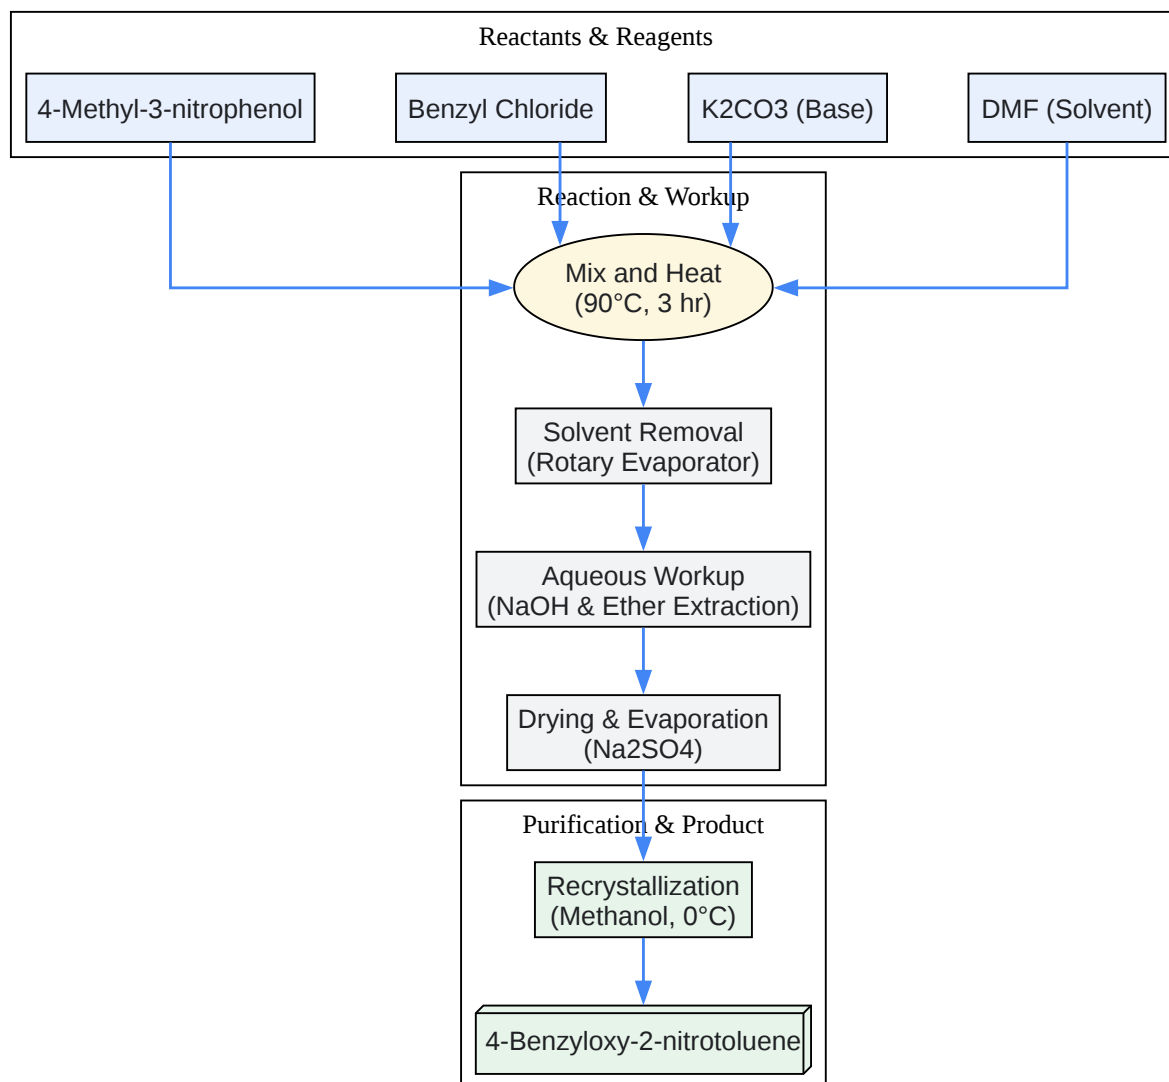 Reactants & Reagents
4-Methyl-3-nitrophenol
Benzyl Chloride
K2CO3 (Base)
DMF (Solvent)
Reaction & Workup
Mix and Heat
(90°C, 3 hr)
Solvent Removal
(Rotary Evaporator)
Aqueous Workup
(NaOH & Ether Extraction)
Drying & Evaporation
(Na2SO4)
Purification & Product
Recrystallization
(Methanol, 0°C)
4-Benzyloxy-2-nitrotoluene